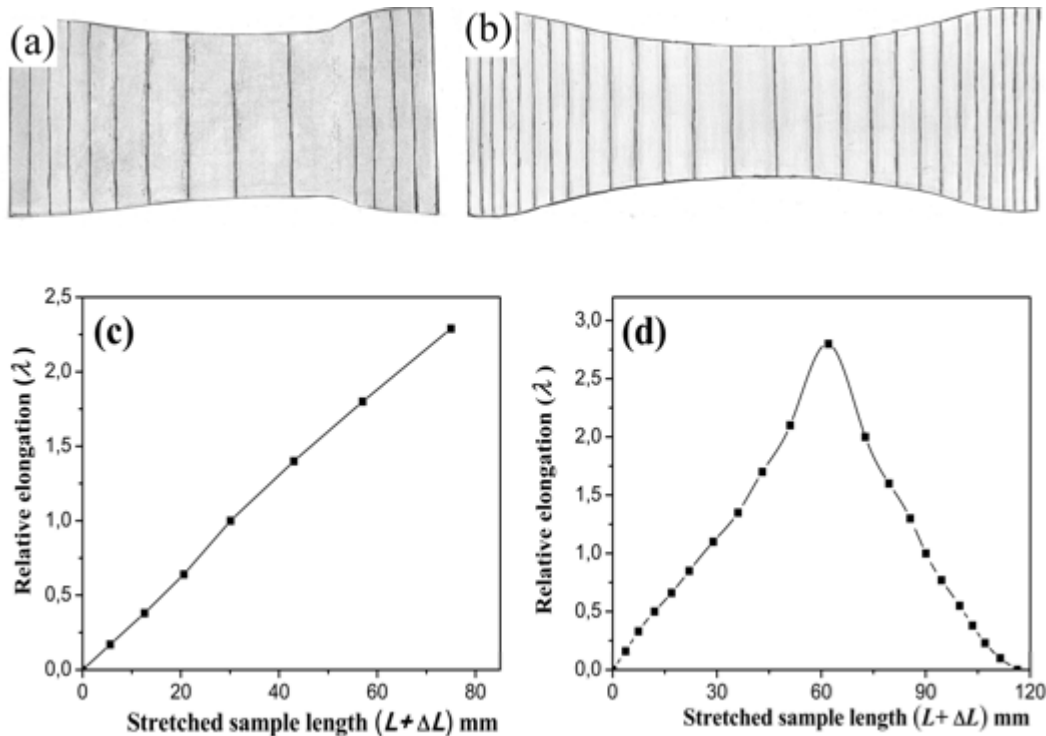 (a)
(b)
(c)
2,5
2,0
1,5
1,0
0,5
0,0
0
20
40
60
80
Relative elongation (λ)
Stretched sample length (L+ΔL) mm
(d)
3,0
2,5
2,0
1,5
1,0
0,5
0,0
0
30
60
90
120
Relative elongation (λ)
Stretched sample length (L+ΔL) mm